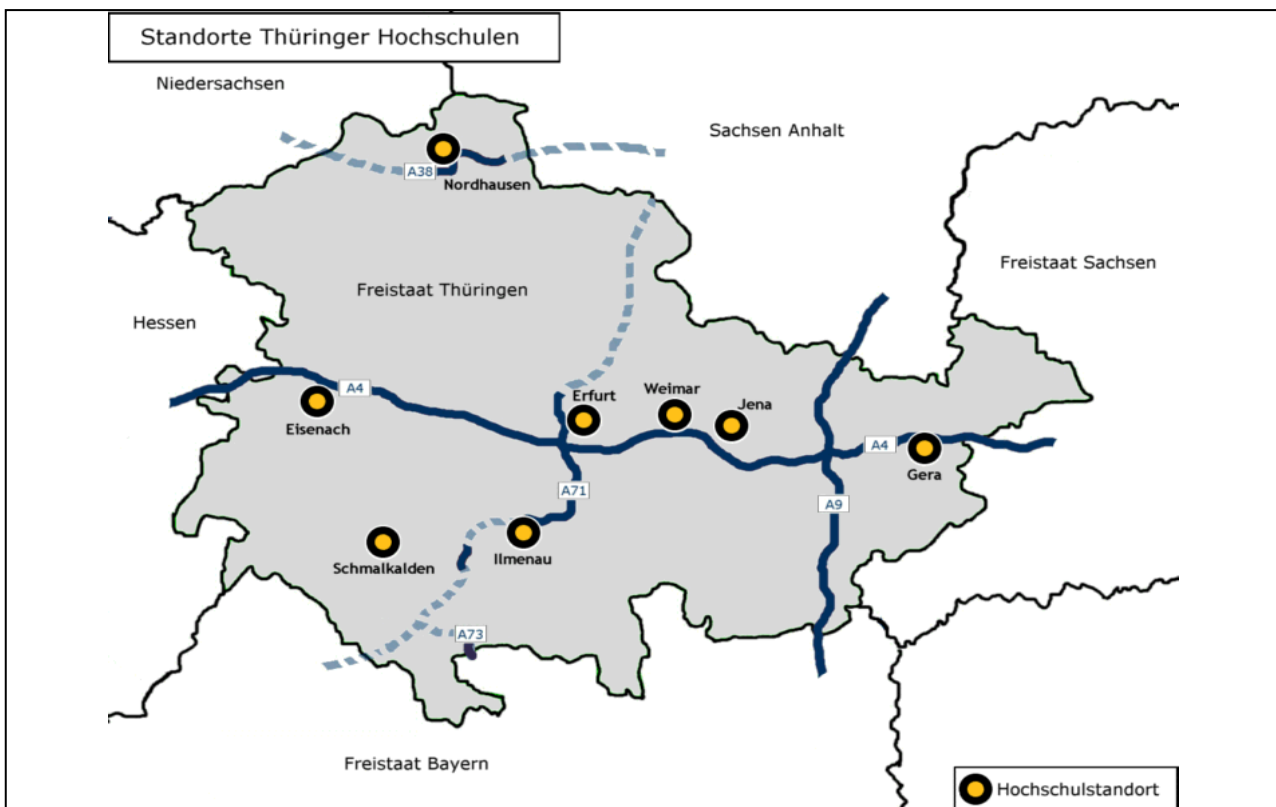 Standorte Thüringer Hochschulen
Niedersachsen
Sachsen Anhalt
A38
Nordhausen
Freistaat Sachsen
Freistaat Thüringen
Hessen
A4
Erfurt
Weimar
Jena
Eisenach
A4
Gera
A71
A9
Ilmenau
Schmalkalden
A73
Freistaat Bayern
Hochschulstandort